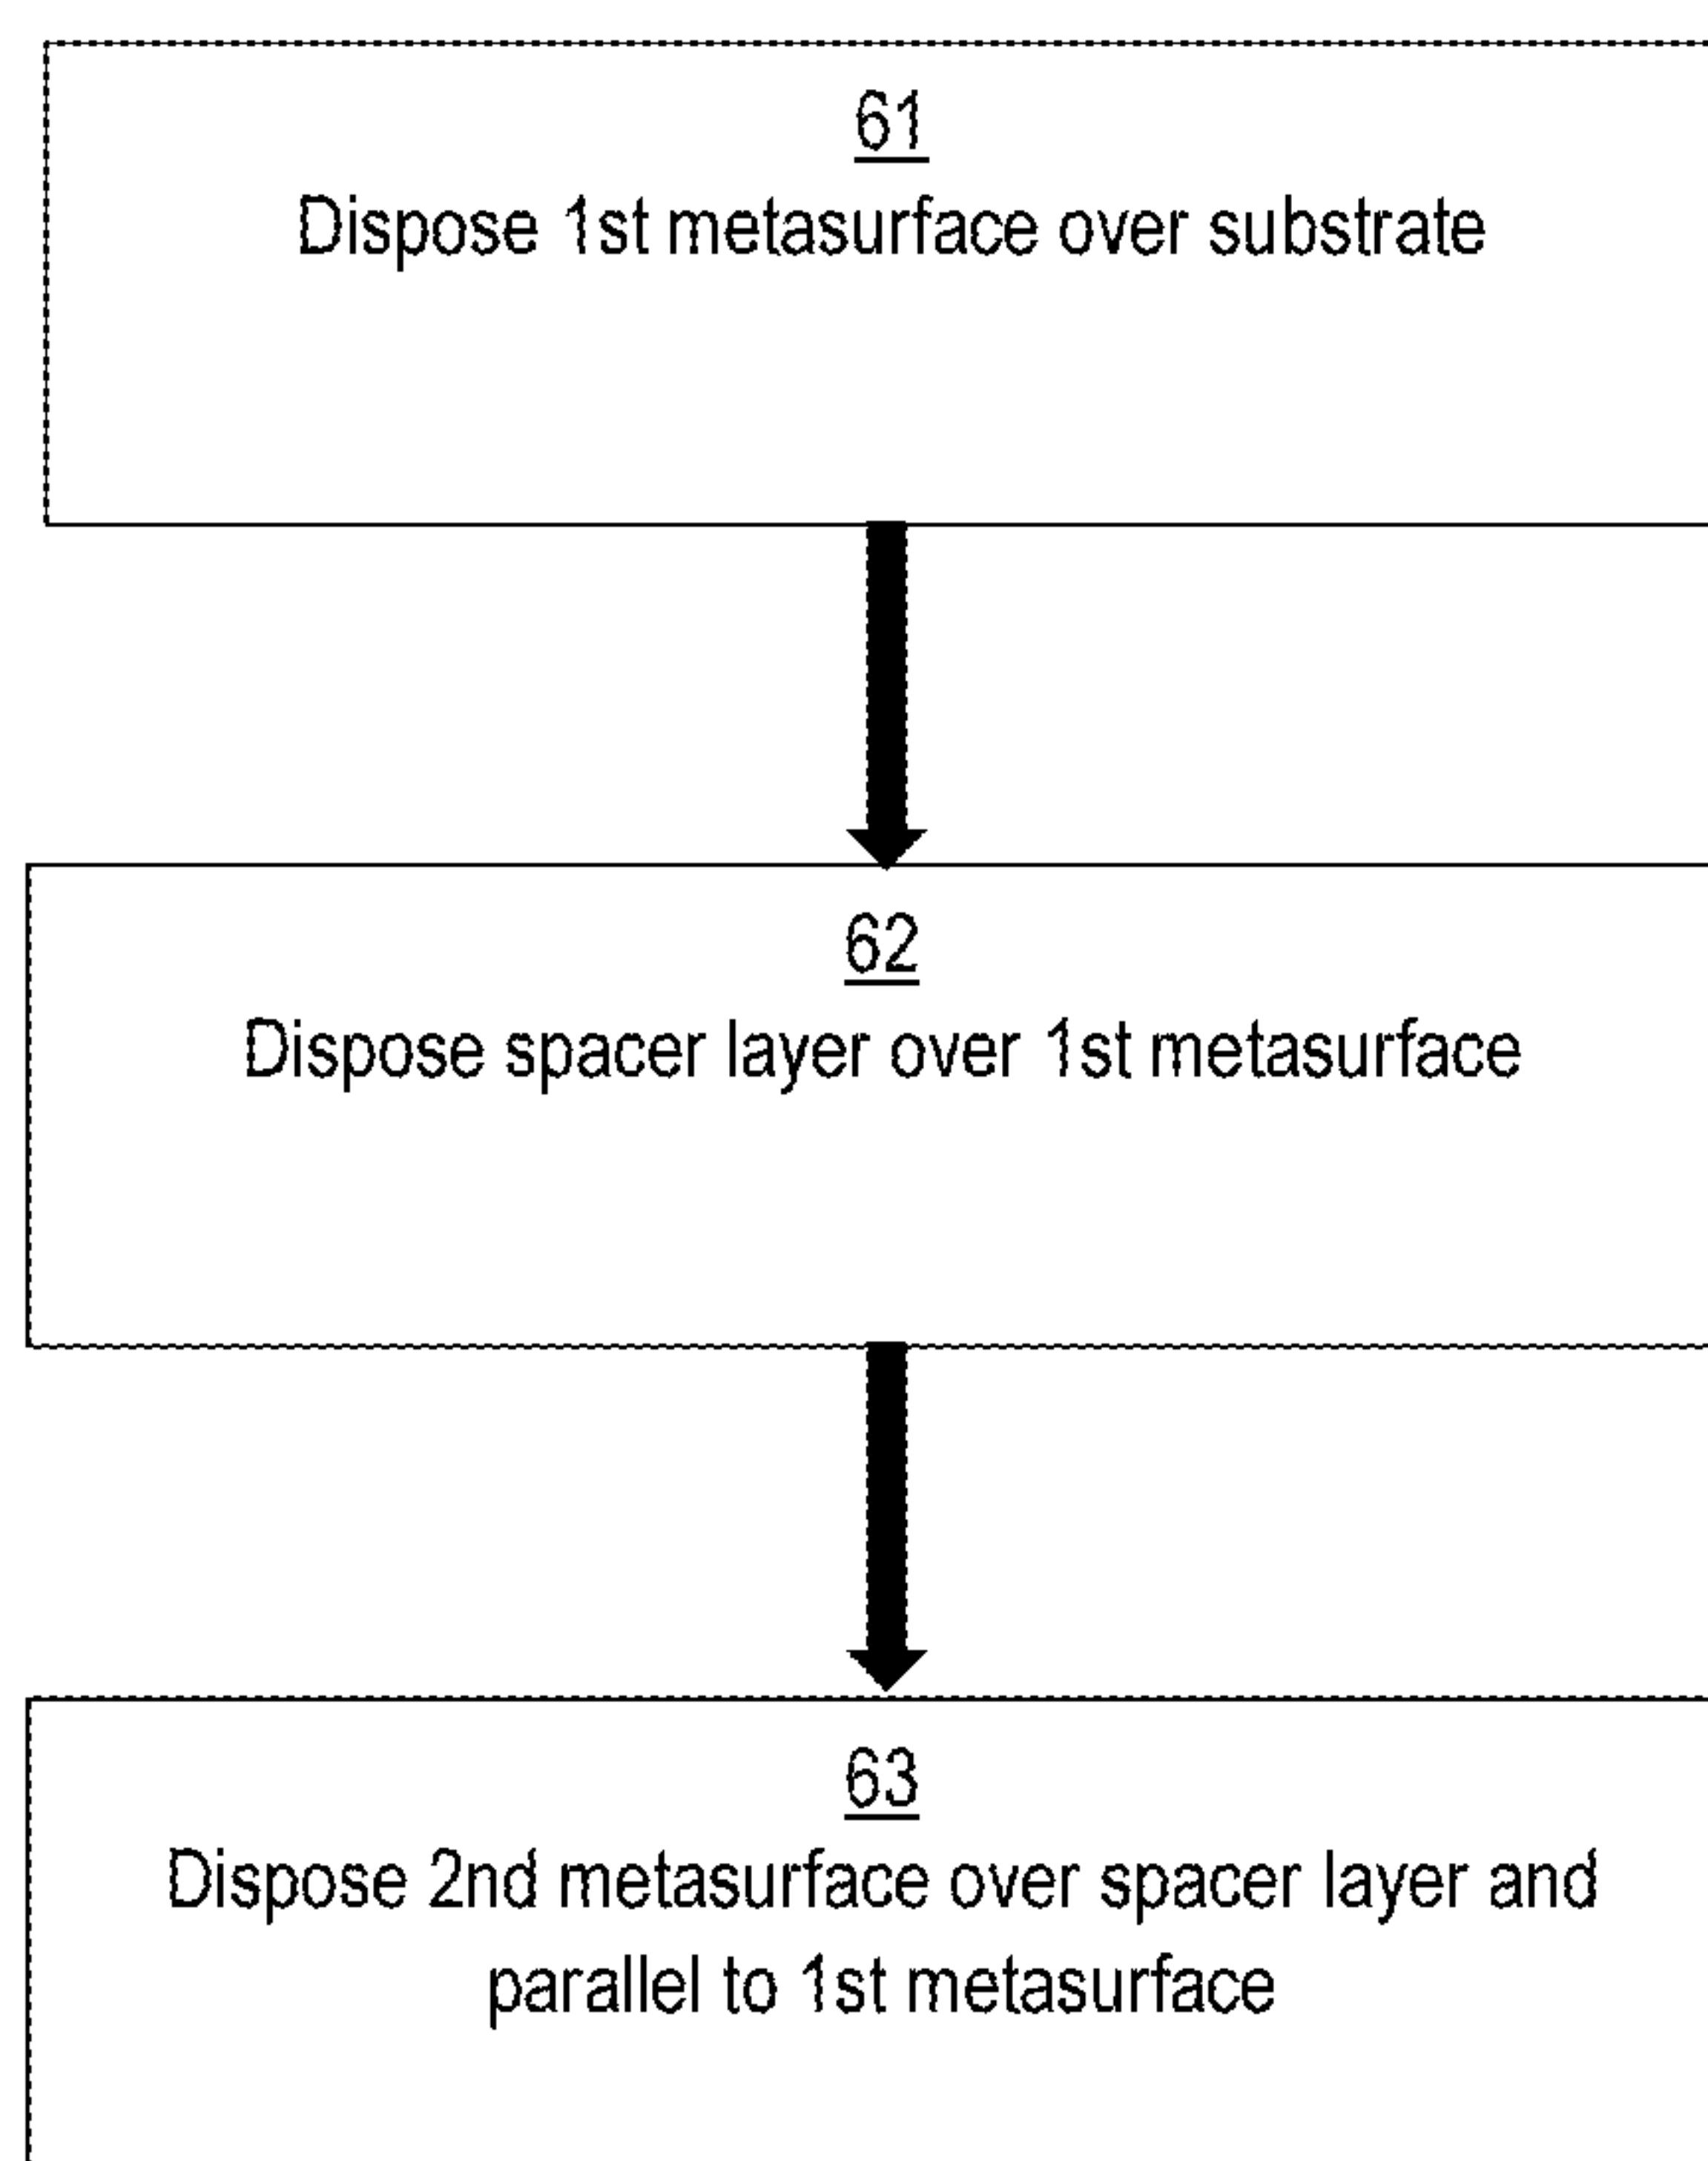 61
Dispose 1st metasurface over substrate
62
Dispose spacer layer over 1st metasurface
63
Dispose 2nd metasurface over spacer layer and
parallel to 1st metasurface